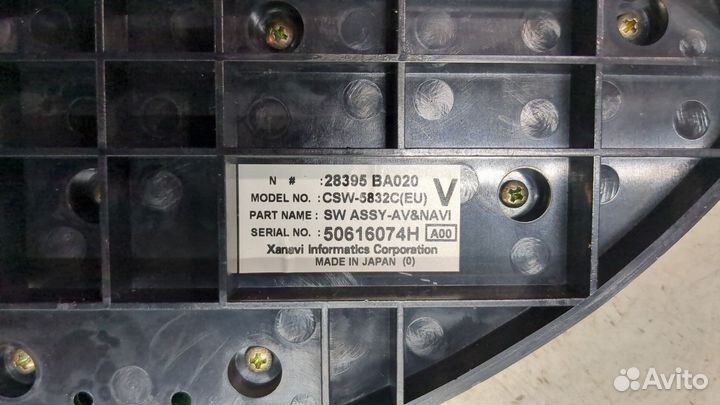 N # : 28395 BA020 V
MODEL NO. : CSW-5832C(EU)
PART NAME : SW ASSY-AV&NAVI
SERIAL NO. : 50616074H A00
Xanavi Informatics Corporation
MADE IN JAPAN (0)
Avito